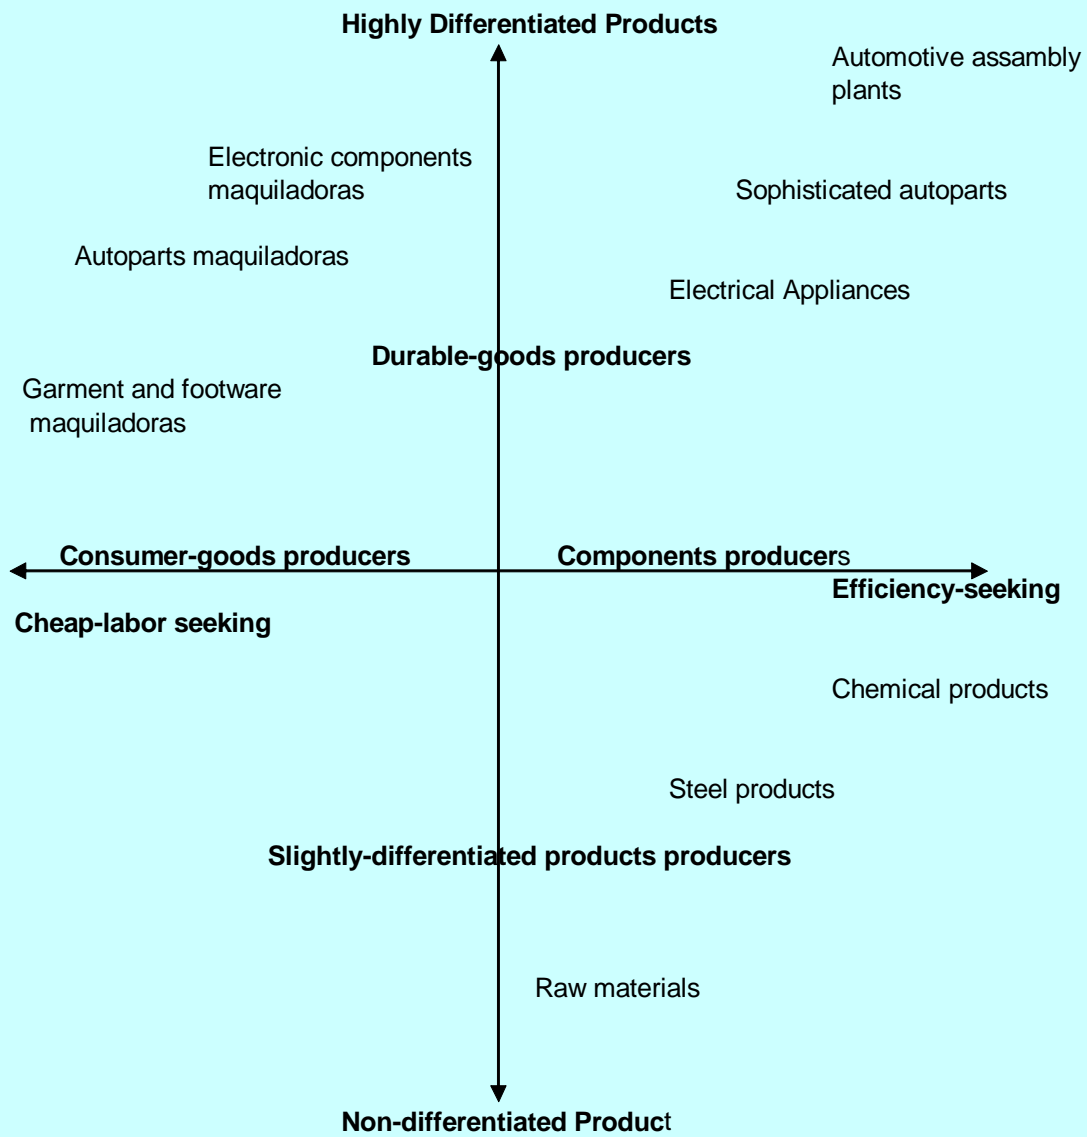 Highly Differentiated Products
Automotive assambly
plants
Electronic components
maquiladoras
Sophisticated autoparts
Autoparts maquiladoras
Electrical Appliances
Durable-goods producers
Garment and footware
maquiladoras
Consumer-goods producers
Components producers
Efficiency-seeking
Cheap-labor seeking
Chemical products
Steel products
Slightly-differentiated products producers
Raw materials
Non-differentiated Product